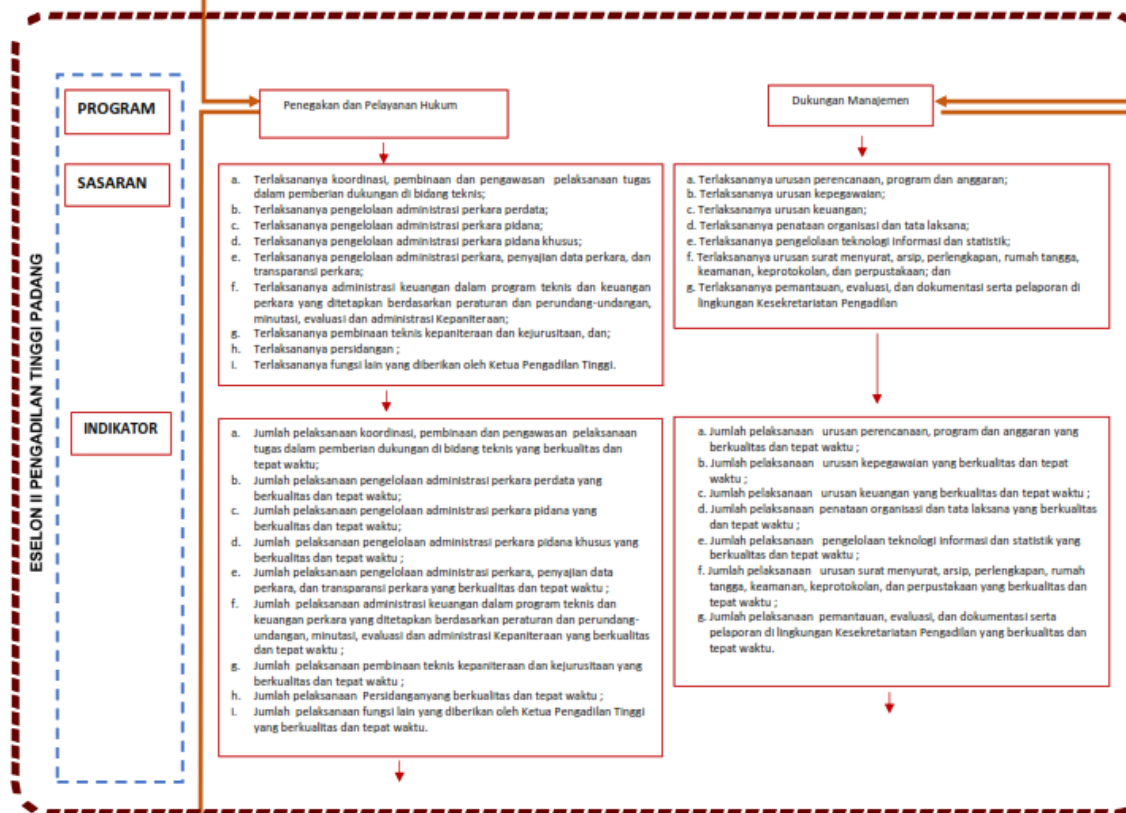 ESELON II PENGADILAN TINGGI PADANG
PROGRAM
Penegakan dan Pelayanan Hukum
Dukungan Manajemen
SASARAN
a. Terlaksananya koordinasi, pembinaan dan pengawasan pelaksanaan tugas
dalam pemberian dukungan di bidang teknis;
b. Terlaksananya pengelolaan administrasi perkara perdata;
c. Terlaksananya pengelolaan administrasi perkara pidana;
d. Terlaksananya pengelolaan administrasi perkara pidana khusus;
e. Terlaksananya pengelolaan administrasi perkara, penyajian data perkara, dan
transparansi perkara;
f. Terlaksananya administrasi keuangan dalam program teknis dan keuangan
perkara yang ditetapkan berdasarkan peraturan dan perundang-undangan,
minutasi, evaluasi dan administrasi Kepaniteraan;
g. Terlaksananya pembinaan teknis kepaniteraan dan kejurusitaan, dan;
h. Terlaksananya persidangan ;
i. Terlaksananya fungsi lain yang diberikan oleh Ketua Pengadilan Tinggi.
a. Terlaksananya urusan perencanaan, program dan anggaran;
b. Terlaksananya urusan kepegawaian;
c. Terlaksananya urusan keuangan;
d. Terlaksananya penataan organisasi dan tata laksana;
e. Terlaksananya pengelolaan teknologi informasi dan statistik;
f. Terlaksananya urusan surat menyurat, arsip, perlengkapan, rumah tangga,
keamanan, keprotokolan, dan perpustakaan; dan
g. Terlaksananya pemantauan, evaluasi, dan dokumentasi serta pelaporan di
lingkungan Kesekretariatan Pengadilan
INDIKATOR
a. Jumlah pelaksanaan koordinasi, pembinaan dan pengawasan pelaksanaan
tugas dalam pemberian dukungan di bidang teknis yang berkualitas dan
tepat waktu;
b. Jumlah pelaksanaan pengelolaan administrasi perkara perdata yang
berkualitas dan tepat waktu;
c. Jumlah pelaksanaan pengelolaan administrasi perkara pidana yang
berkualitas dan tepat waktu;
d. Jumlah pelaksanaan pengelolaan administrasi perkara pidana khusus yang
berkualitas dan tepat waktu ;
e. Jumlah pelaksanaan pengelolaan administrasi perkara, penyajian data
perkara, dan transparansi perkara yang berkualitas dan tepat waktu ;
f. Jumlah pelaksanaan administrasi keuangan dalam program teknis dan
keuangan perkara yang ditetapkan berdasarkan peraturan dan perundang-
undangan, minutasi, evaluasi dan administrasi Kepaniteraan yang berkualitas
dan tepat waktu ;
g. Jumlah pelaksanaan pembinaan teknis kepaniteraan dan kejurusitaan yang
berkualitas dan tepat waktu ;
h. Jumlah pelaksanaan Persidanganyang berkualitas dan tepat waktu ;
i. Jumlah pelaksanaan fungsi lain yang diberikan oleh Ketua Pengadilan Tinggi
yang berkualitas dan tepat waktu.
a. Jumlah pelaksanaan urusan perencanaan, program dan anggaran yang
berkualitas dan tepat waktu ;
b. Jumlah pelaksanaan urusan kepegawaian yang berkualitas dan tepat
waktu ;
c. Jumlah pelaksanaan urusan keuangan yang berkualitas dan tepat waktu ;
d. Jumlah pelaksanaan penataan organisasi dan tata laksana yang berkualitas
dan tepat waktu ;
e. Jumlah pelaksanaan pengelolaan teknologi informasi dan statistik yang
berkualitas dan tepat waktu ;
f. Jumlah pelaksanaan urusan surat menyurat, arsip, perlengkapan, rumah
tangga, keamanan, keprotokolan, dan perpustakaan yang berkualitas dan
tepat waktu ;
g. Jumlah pelaksanaan pemantauan, evaluasi, dan dokumentasi serta
pelaporan di lingkungan Kesekretariatan Pengadilan yang berkualitas dan
tepat waktu.